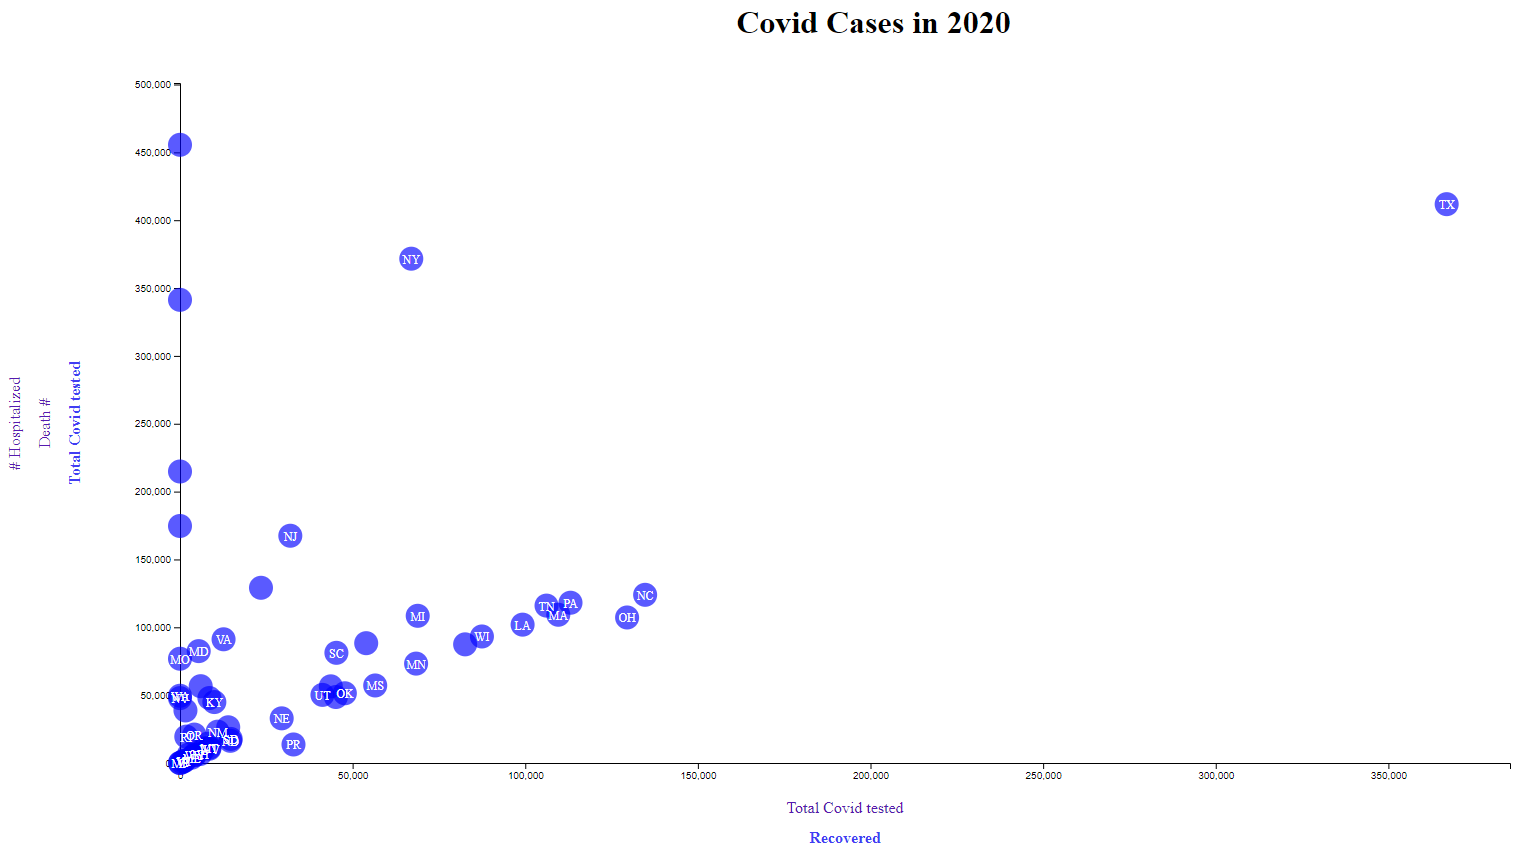 Covid Cases in 2020
500,000
450,000
400,000
350,000
300,000
250,000
200,000
150,000
100,000
50,000
0
# Hospitalized
Death #
Total Covid tested
TX
NY
NJ
NC
PA
TN
MA
OH
MI
LA
WI
VA
MD
MO
SC
MN
MS
UT
OK
KY
NE
NM
OR
SD
PR
0
50,000
100,000
150,000
200,000
250,000
300,000
350,000
Total Covid tested
Recovered